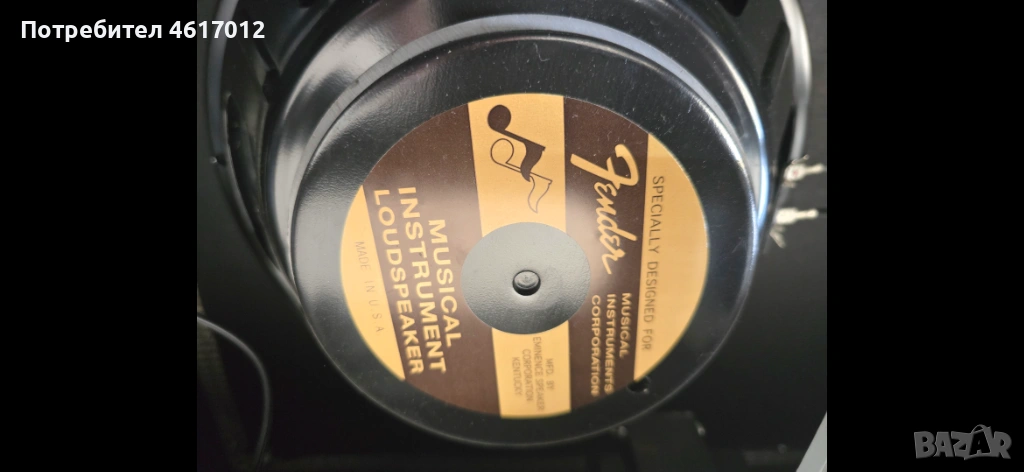 Потребител 4617012
SPECIALLY DESIGNED FOR
Fender
MUSICAL
INSTRUMENTS
CORPORATION
MFG. BY
EMINENCE SPEAKER
CORPORATION
KENTUCKY
MUSICAL
INSTRUMENT
LOUDSPEAKER
MADE IN U.S.A.
BAZAR